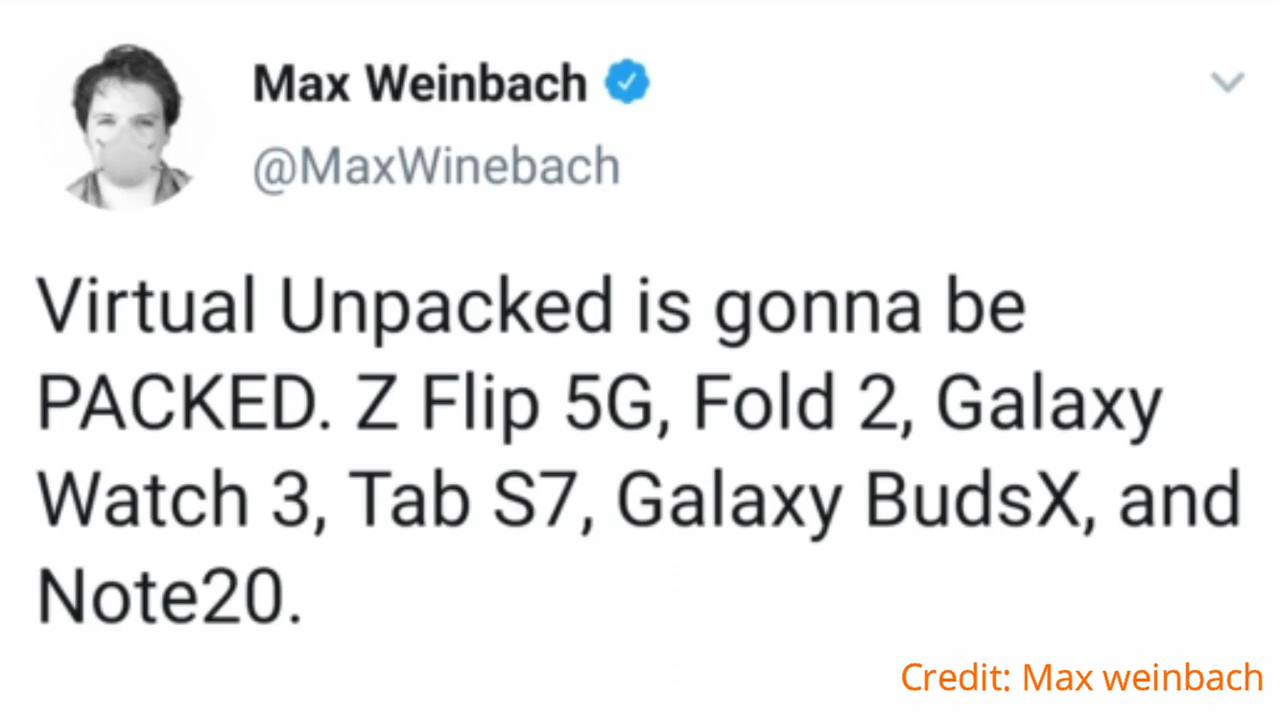 Max Weinbach
@MaxWinebach
Virtual Unpacked is gonna be
PACKED. Z Flip 5G, Fold 2, Galaxy
Watch 3, Tab S7, Galaxy BudsX, and
Note20.
Credit: Max weinbach